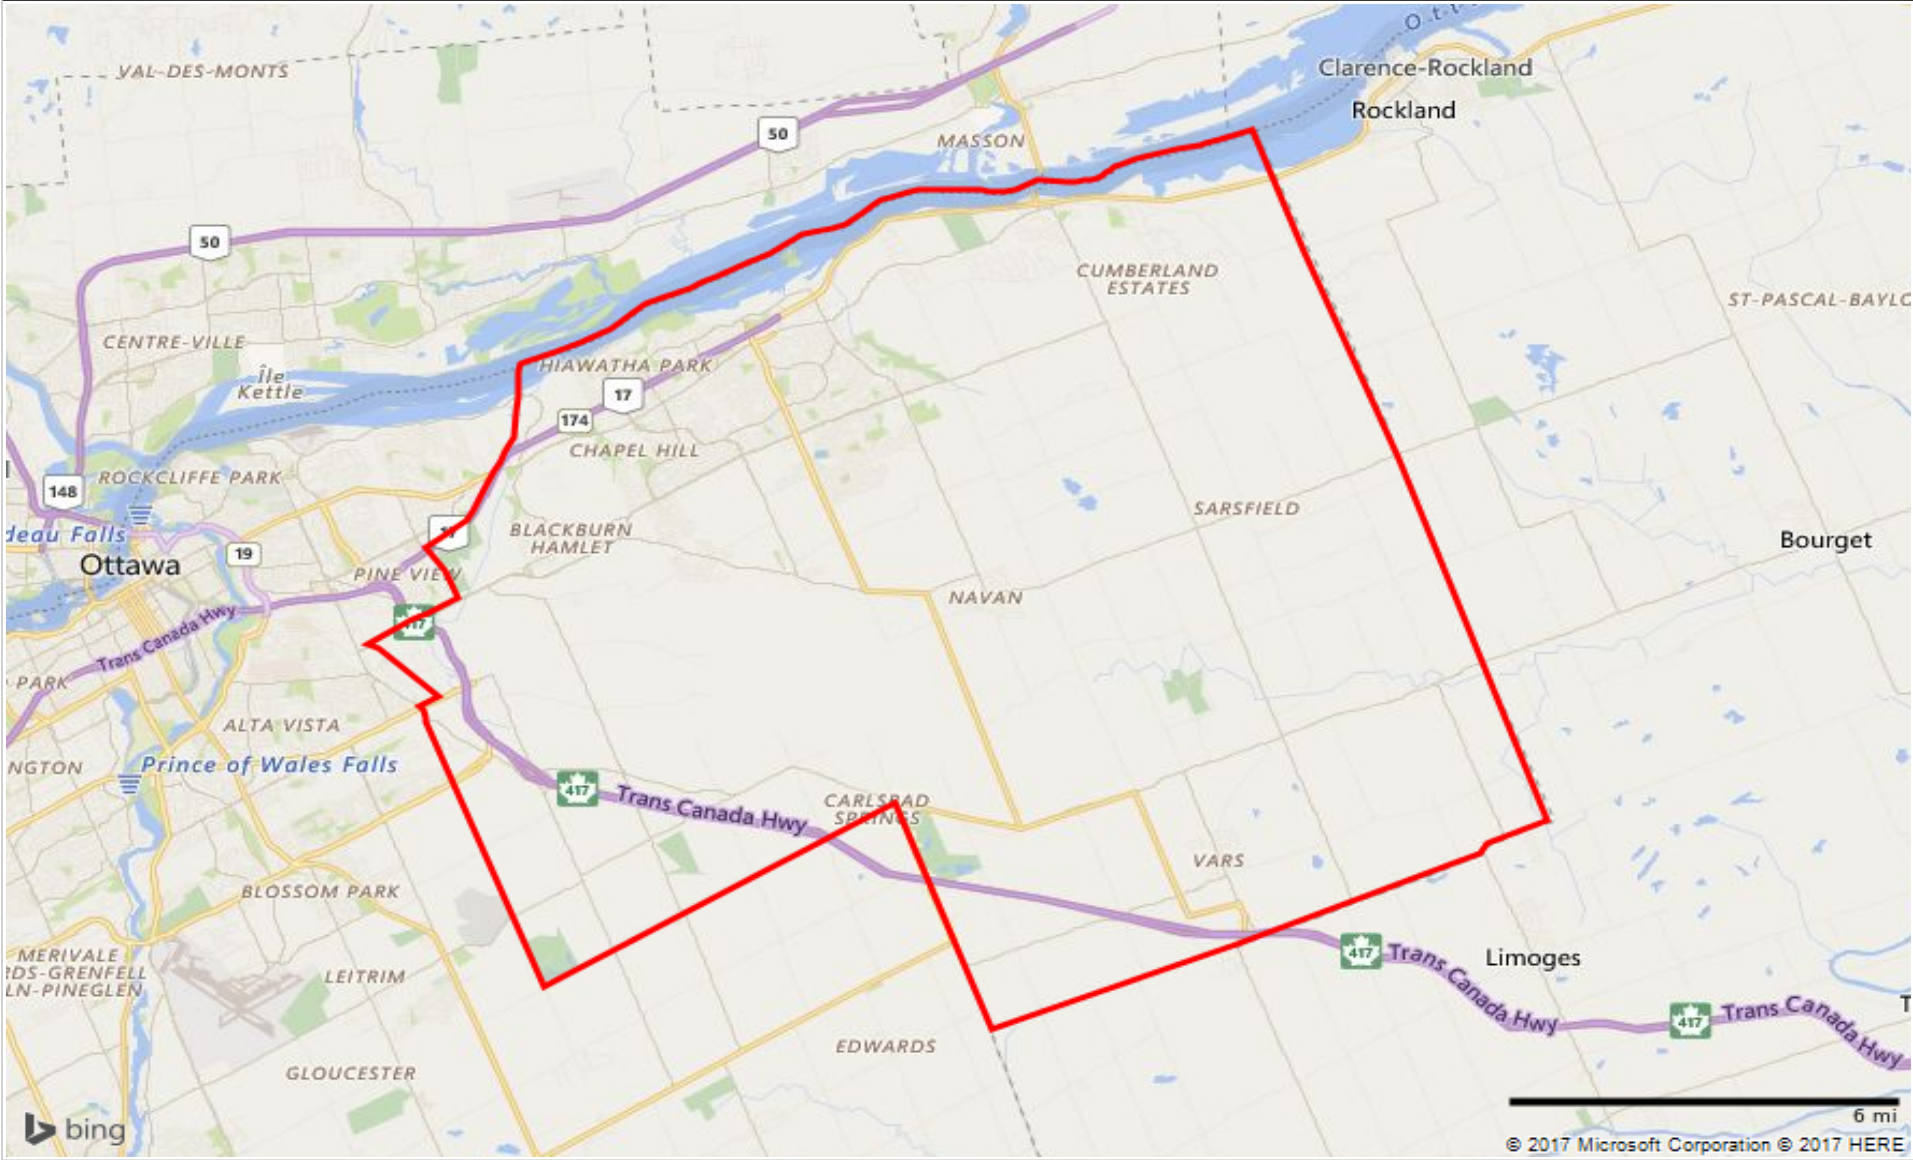 Ott
VAL-DES-MONTS
Clarence-Rockland
Rockland
50
MASSON
50
CUMBERLAND
ESTATES
ST-PASCAL-BAYLO
CENTRE-VILLE
Île
Kettle
HIAWATHA PARK
17
174
CHAPEL HILL
ROCKCLIFFE PARK
148
SARSFIELD
deau Falls
17
BLACKBURN
HAMLET
Bourget
19
Ottawa
PINE VIEW
NAVAN
417
Trans Canada Hwy
PARK
ALTA VISTA
NGTON
Prince of Wales Falls
417
Trans Canada Hwy
CARLSBAD
SPRINGS
VARS
BLOSSOM PARK
MERIVALE
RDS-GRENFELL
LN-PINEGLEN
LEITRIM
417
Trans Canada Hwy
Limoges
417
Trans Canada Hwy
T
EDWARDS
GLOUCESTER
bing
6 mi
© 2017 Microsoft Corporation © 2017 HERE